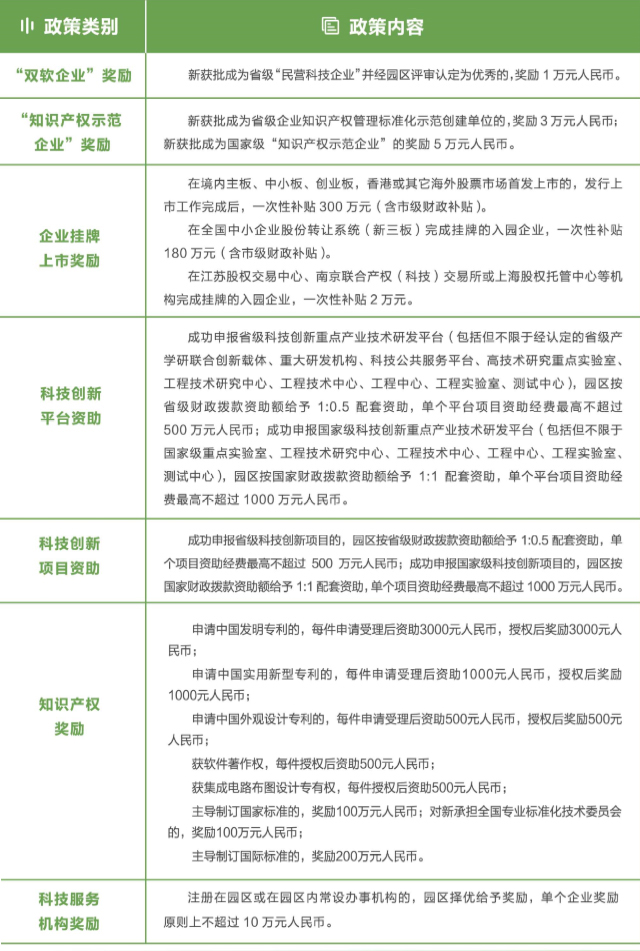 政策类别
政策内容
“双软企业”奖励
新获批成为省级“民营科技企业”并经园区评审认定为优秀的,奖励 1 万元人民币。
“知识产权示范
企业”奖励
新获批成为省级企业知识产权管理标准化示范创建单位的,奖励 3 万元人民币;
新获批成为国家级“知识产权示范企业”的奖励 5 万元人民币。
企业挂牌
上市奖励
在境内主板、中小板、创业板,香港或其它海外股票市场首发上市的,发行上
市工作完成后,一次性补贴 300 万元(含市级财政补贴)。
在全国中小企业股份转让系统(新三板)完成挂牌的入园企业,一次性补贴
180 万元(含市级财政补贴)。
在江苏股权交易中心、南京联合产权(科技)交易所或上海股权托管中心等机
构完成挂牌的入园企业,一次性补贴 2 万元。
科技创新
平台资助
成功申报省级科技创新重点产业技术研发平台(包括但不限于经认定的省级产
学研联合创新载体、重大研发机构、科技公共服务平台、高技术研究重点实验室、
工程技术研究中心、工程技术中心、工程中心、工程实验室、测试中心),园区按
省级财政拨款资助额给予 1:0.5 配套资助,单个平台项目资助经费最高不超过
500 万元人民币;成功申报国家级科技创新重点产业技术研发平台(包括但不限于
国家级重点实验室、工程技术研究中心、工程技术中心、工程中心、工程实验室、
测试中心),园区按国家财政拨款资助额给予 1:1 配套资助,单个平台项目资助经
费最高不超过 1000 万元人民币。
科技创新
项目资助
成功申报省级科技创新项目的,园区按省级财政拨款资助额给予 1:0.5 配套资助,单
个项目资助经费最高不超过 500 万元人民币;成功申报国家级科技创新项目的,园区按
国家财政拨款资助额给予 1:1 配套资助,单个项目资助经费最高不超过 1000 万元人民币。
知识产权
奖励
申请中国发明专利的,每件申请受理后资助3000元人民币,授权后奖励3000元人
民币;
申请中国实用新型专利的,每件申请受理后资助1000元人民币,授权后奖励
1000元人民币;
申请中国外观设计专利的,每件申请受理后资助500元人民币,授权后奖励500元
人民币;
获软件著作权,每件授权后资助500元人民币;
获集成电路布图设计专有权,每件授权后资助500元人民币;
主导制订国家标准的,奖励100万元人民币;对新承担全国专业标准化技术委员会
的,奖励100万元人民币;
主导制订国际标准的,奖励200万元人民币。
科技服务
机构奖励
注册在园区或在园区内常设办事机构的,园区择优给予奖励,单个企业奖励
原则上不超过 10 万元人民币。